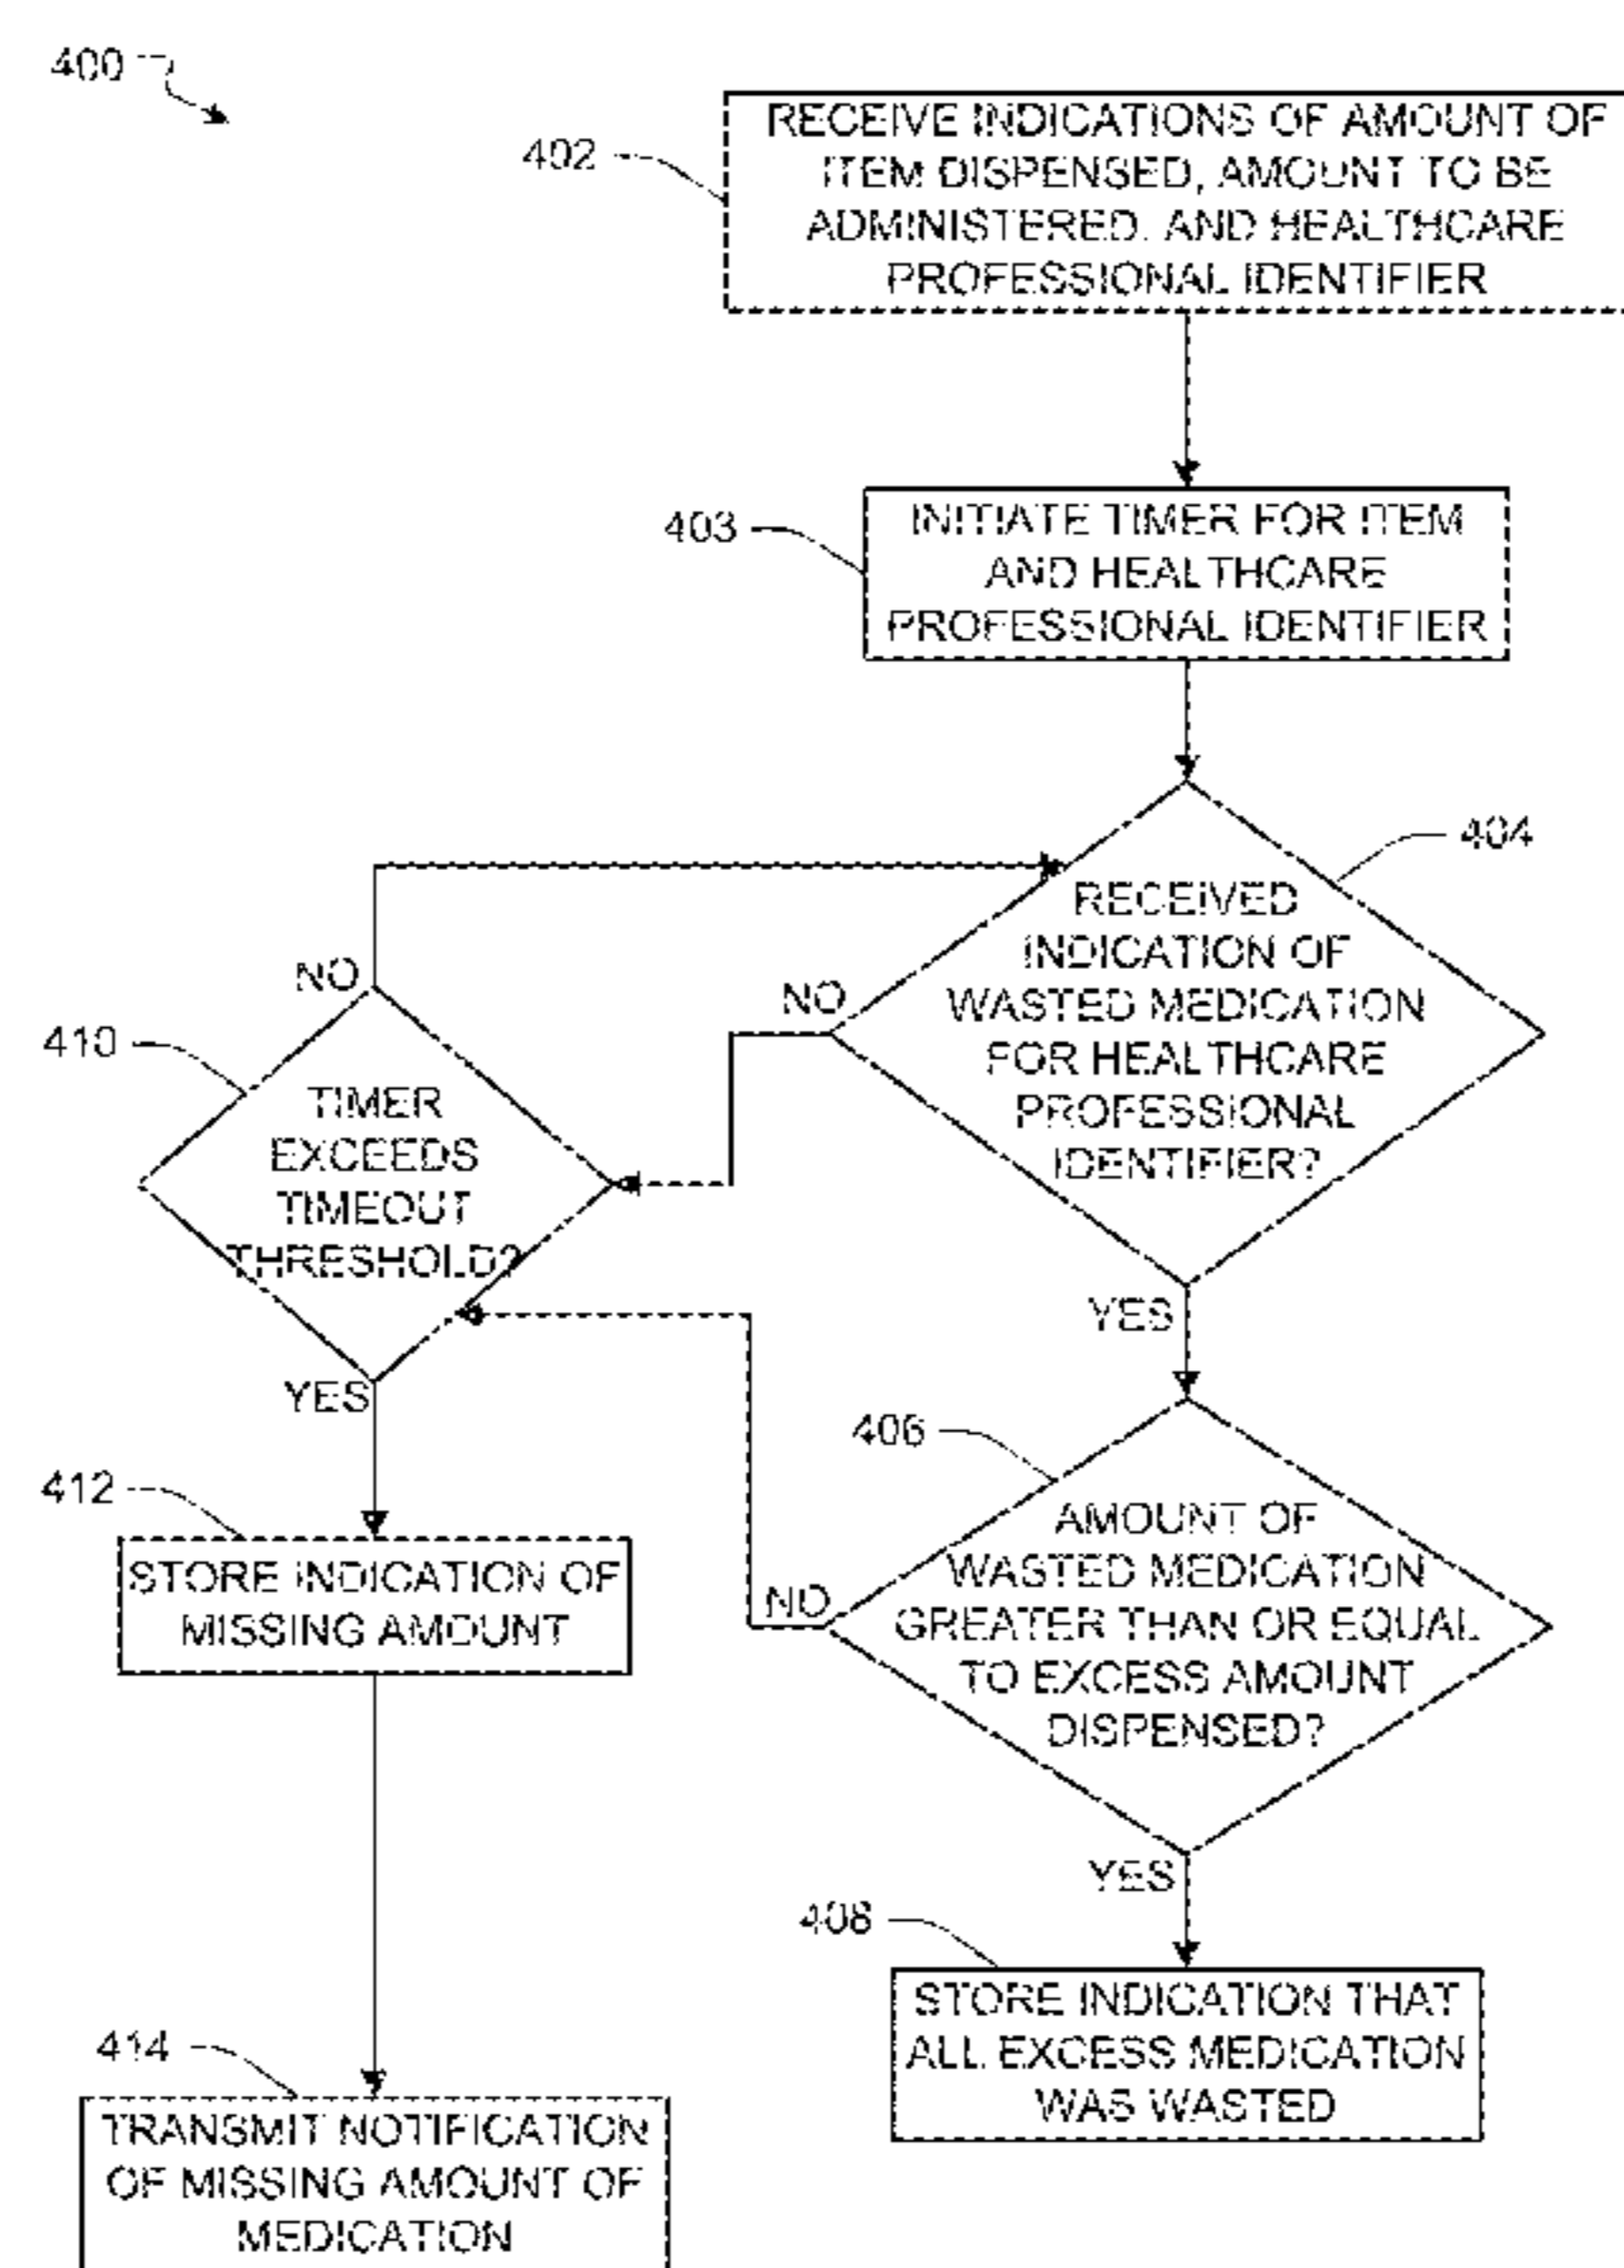 400
402
RECEIVE INDICATIONS OF AMOUNT OF
ITEM DISPENSED, AMOUNT TO BE
ADMINISTERED, AND HEALTHCARE
PROFESSIONAL IDENTIFIER
403
INITIATE TIMER FOR ITEM
AND HEALTHCARE
PROFESSIONAL IDENTIFIER
404
RECEIVED
INDICATION OF
WASTED MEDICATION
FOR HEALTHCARE
PROFESSIONAL
IDENTIFIER?
NO
YES
410
TIMER
EXCEEDS
TIMEOUT
THRESHOLD?
NO
YES
406
AMOUNT OF
WASTED MEDICATION
GREATER THAN OR EQUAL
TO EXCESS AMOUNT
DISPENSED?
NO
YES
412
STORE INDICATION OF
MISSING AMOUNT
408
STORE INDICATION THAT
ALL EXCESS MEDICATION
WAS WASTED
414
TRANSMIT NOTIFICATION
OF MISSING AMOUNT OF
MEDICATION